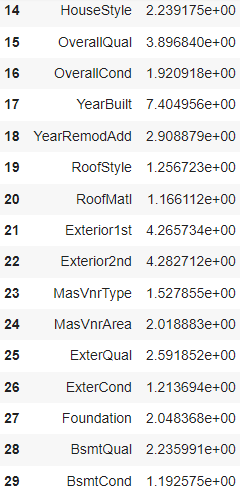 14 HouseStyle 2.239175e+00
15 OverallQual 3.896840e+00
16 OverallCond 1.920918e+00
17 YearBuilt 7.404956e+00
18 YearRemodAdd 2.908879e+00
19 RoofStyle 1.256723e+00
20 RoofMatl 1.166112e+00
21 Exterior1st 4.265734e+00
22 Exterior2nd 4.282712e+00
23 MasVnrType 1.527855e+00
24 MasVnrArea 2.018883e+00
25 ExterQual 2.591852e+00
26 ExterCond 1.213694e+00
27 Foundation 2.048368e+00
28 BsmtQual 2.235991e+00
29 BsmtCond 1.192575e+00